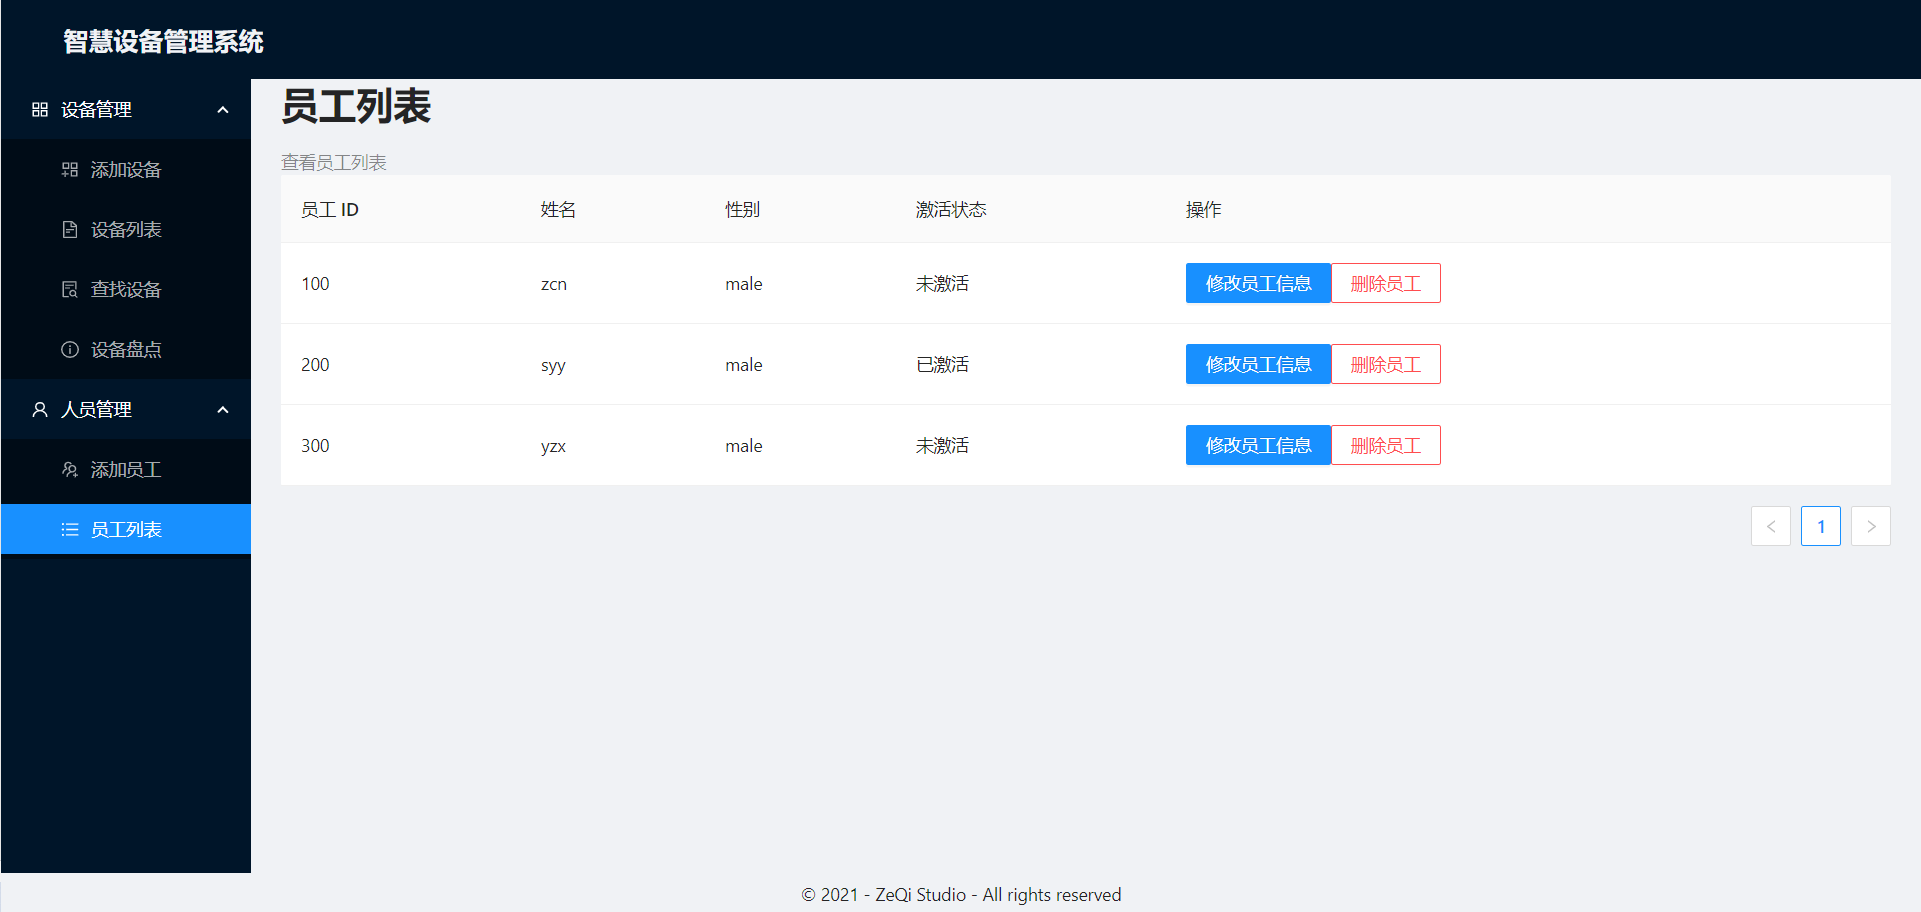 智慧设备管理系统
设备管理
添加设备
设备列表
查找设备
设备盘点
人员管理
添加员工
员工列表
员工列表
查看员工列表
员工 ID 姓名 性别 激活状态 操作
100 zcn male 未激活 修改员工信息 删除员工
200 syy male 已激活 修改员工信息 删除员工
300 yzx male 未激活 修改员工信息 删除员工
< 1 >
© 2021 - ZeQi Studio - All rights reserved